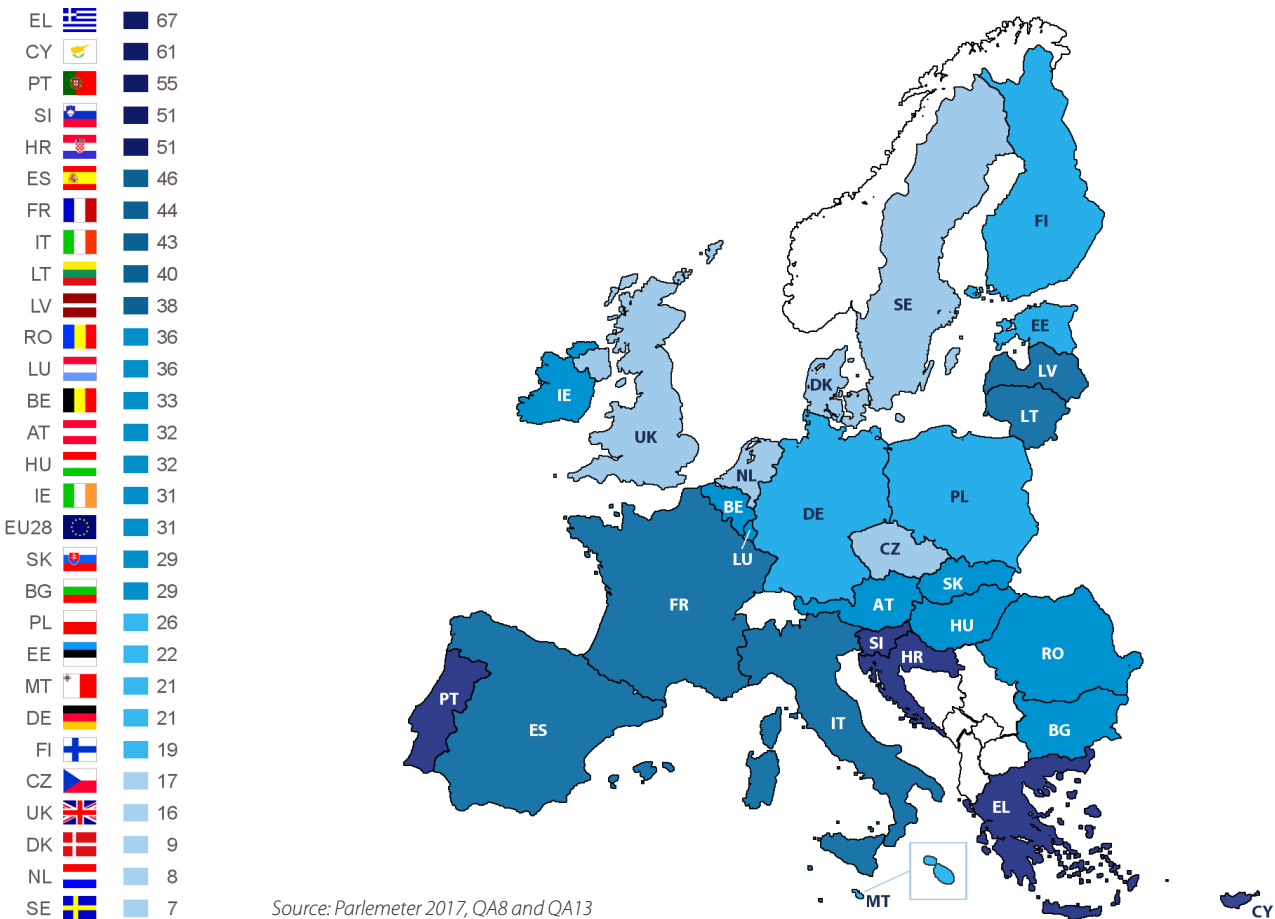 EL 67
CY 61
PT 55
SI 51
HR 51
ES 46
FR 44
IT 43
LT 40
LV 38
RO 36
LU 36
BE 33
AT 32
HU 32
IE 31
EU28 31
SK 29
BG 29
PL 26
EE 22
MT 21
DE 21
FI 19
CZ 17
UK 16
DK 9
NL 8
SE 7
FI
SE
EE
LV
LT
DK
IE
UK
NL
PL
BE
DE
LU
CZ
SK
FR
AT
HU
SI
HR
RO
PT
ES
IT
BG
EL
MT
CY
Source: Parlemeter 2017, QA8 and QA13